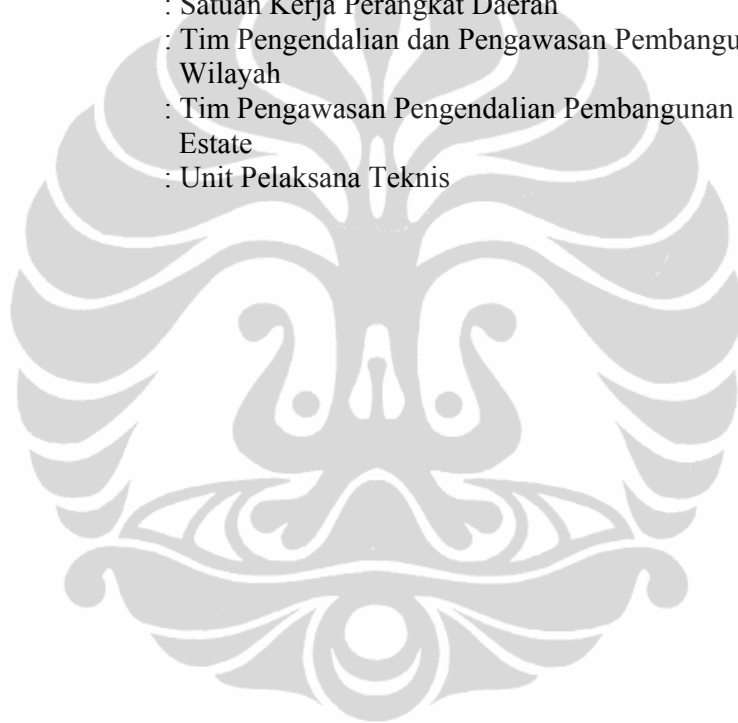 : Satuan Kerja Perangkat Daerah
: Tim Pengendalian dan Pengawasan Pembangu
Wilayah
: Tim Pengawasan Pengendalian Pembangunan
Estate
: Unit Pelaksana Teknis